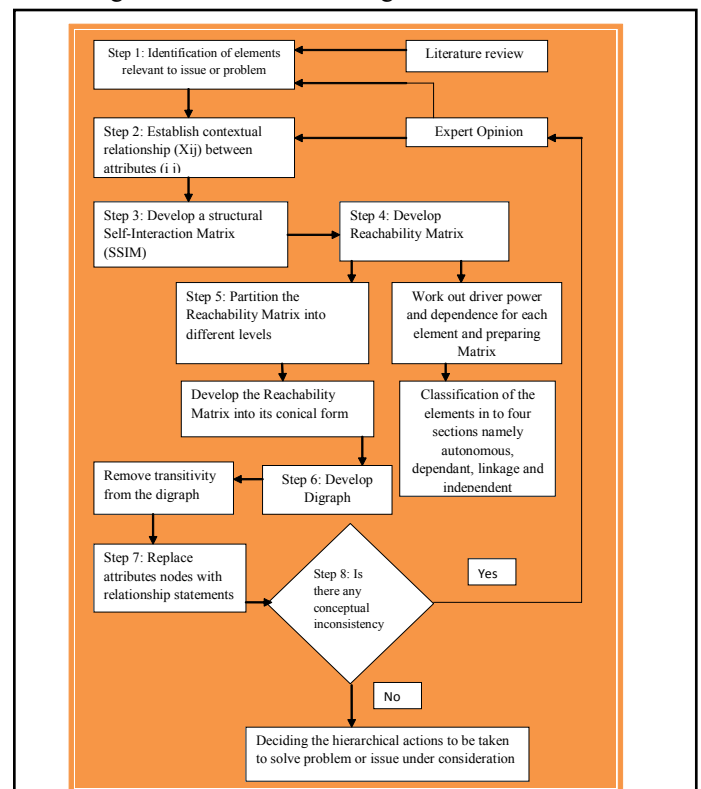 Step 1: Identification of elements
relevant to issue or problem
Literature review
Step 2: Establish contextual
relationship (Xij) between
attributes (i j)
Expert Opinion
Step 3: Develop a structural
Self-Interaction Matrix
(SSIM)
Step 4: Develop
Reachability Matrix
Step 5: Partition the
Reachability Matrix into
different levels
Work out driver power
and dependence for each
element and preparing
Matrix
Develop the Reachability
Matrix into its conical form
Classification of the
elements in to four
sections namely
autonomous,
dependant, linkage and
independent
Remove transitivity
from the digraph
Step 6: Develop
Digraph
Step 7: Replace
attributes nodes with
relationship statements
Step 8: Is
there any
conceptual
inconsistency
Yes
No
Deciding the hierarchical actions to be taken
to solve problem or issue under consideration